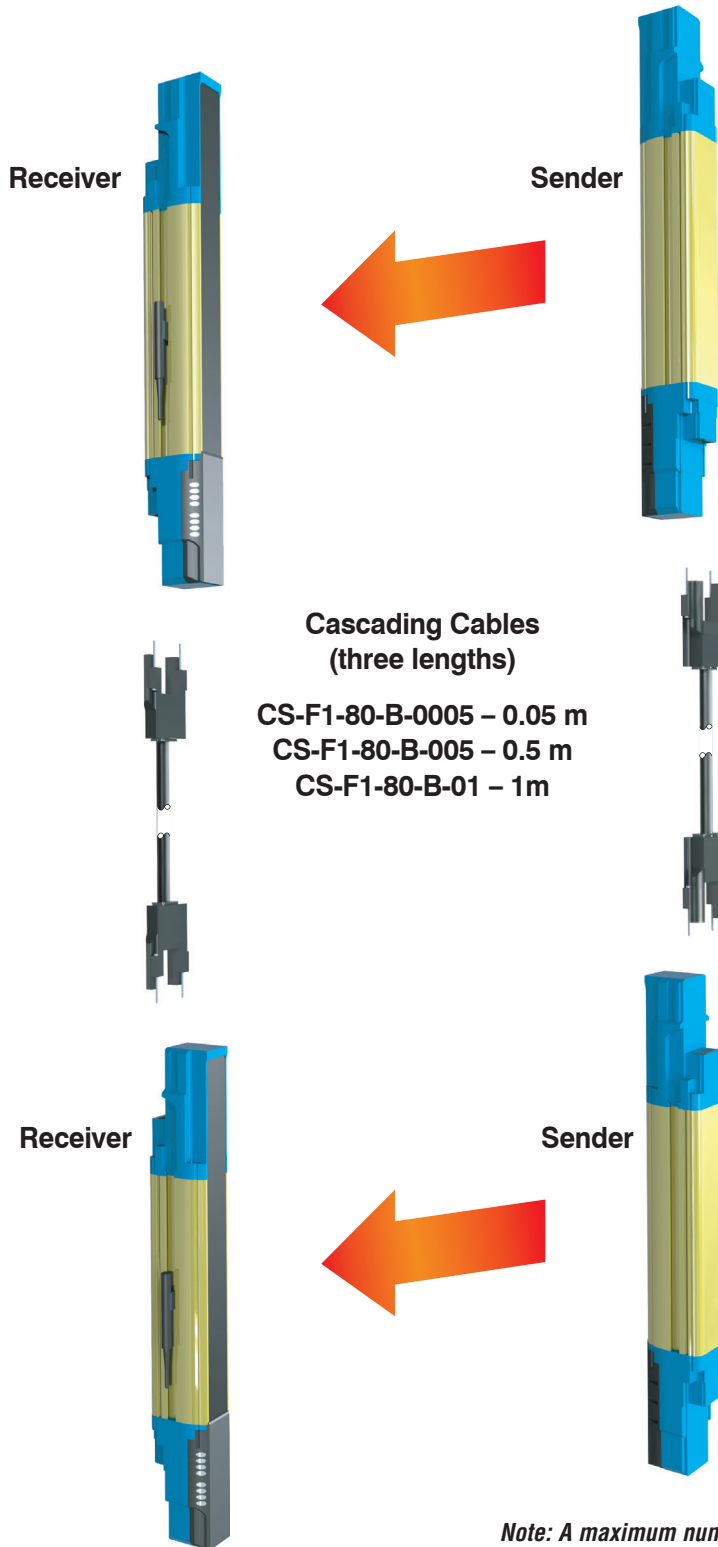 Receiver
Sender
Cascading Cables
(three lengths)
CS-F1-80-B-0005 – 0.05 m
CS-F1-80-B-005 – 0.5 m
CS-F1-80-B-01 – 1m
Receiver
Sender
Note: A maximum